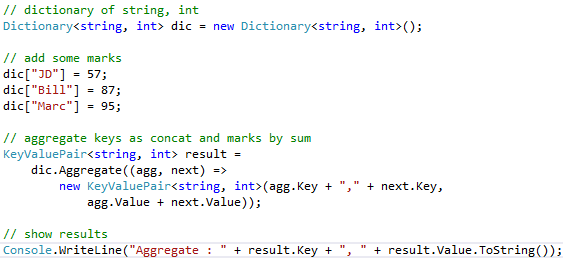 // dictionary of string, int
Dictionary<string, int> dic = new Dictionary<string, int>();
// add some marks
dic["JD"] = 57;
dic["Bill"] = 87;
dic["Marc"] = 95;
// aggregate keys as concat and marks by sum
KeyValuePair<string, int> result =
dic.Aggregate((agg, next) =>
new KeyValuePair<string, int>(agg.Key + "," + next.Key,
agg.Value + next.Value));
// show results
Console.WriteLine("Aggregate : " + result.Key + ", " + result.Value.ToString());